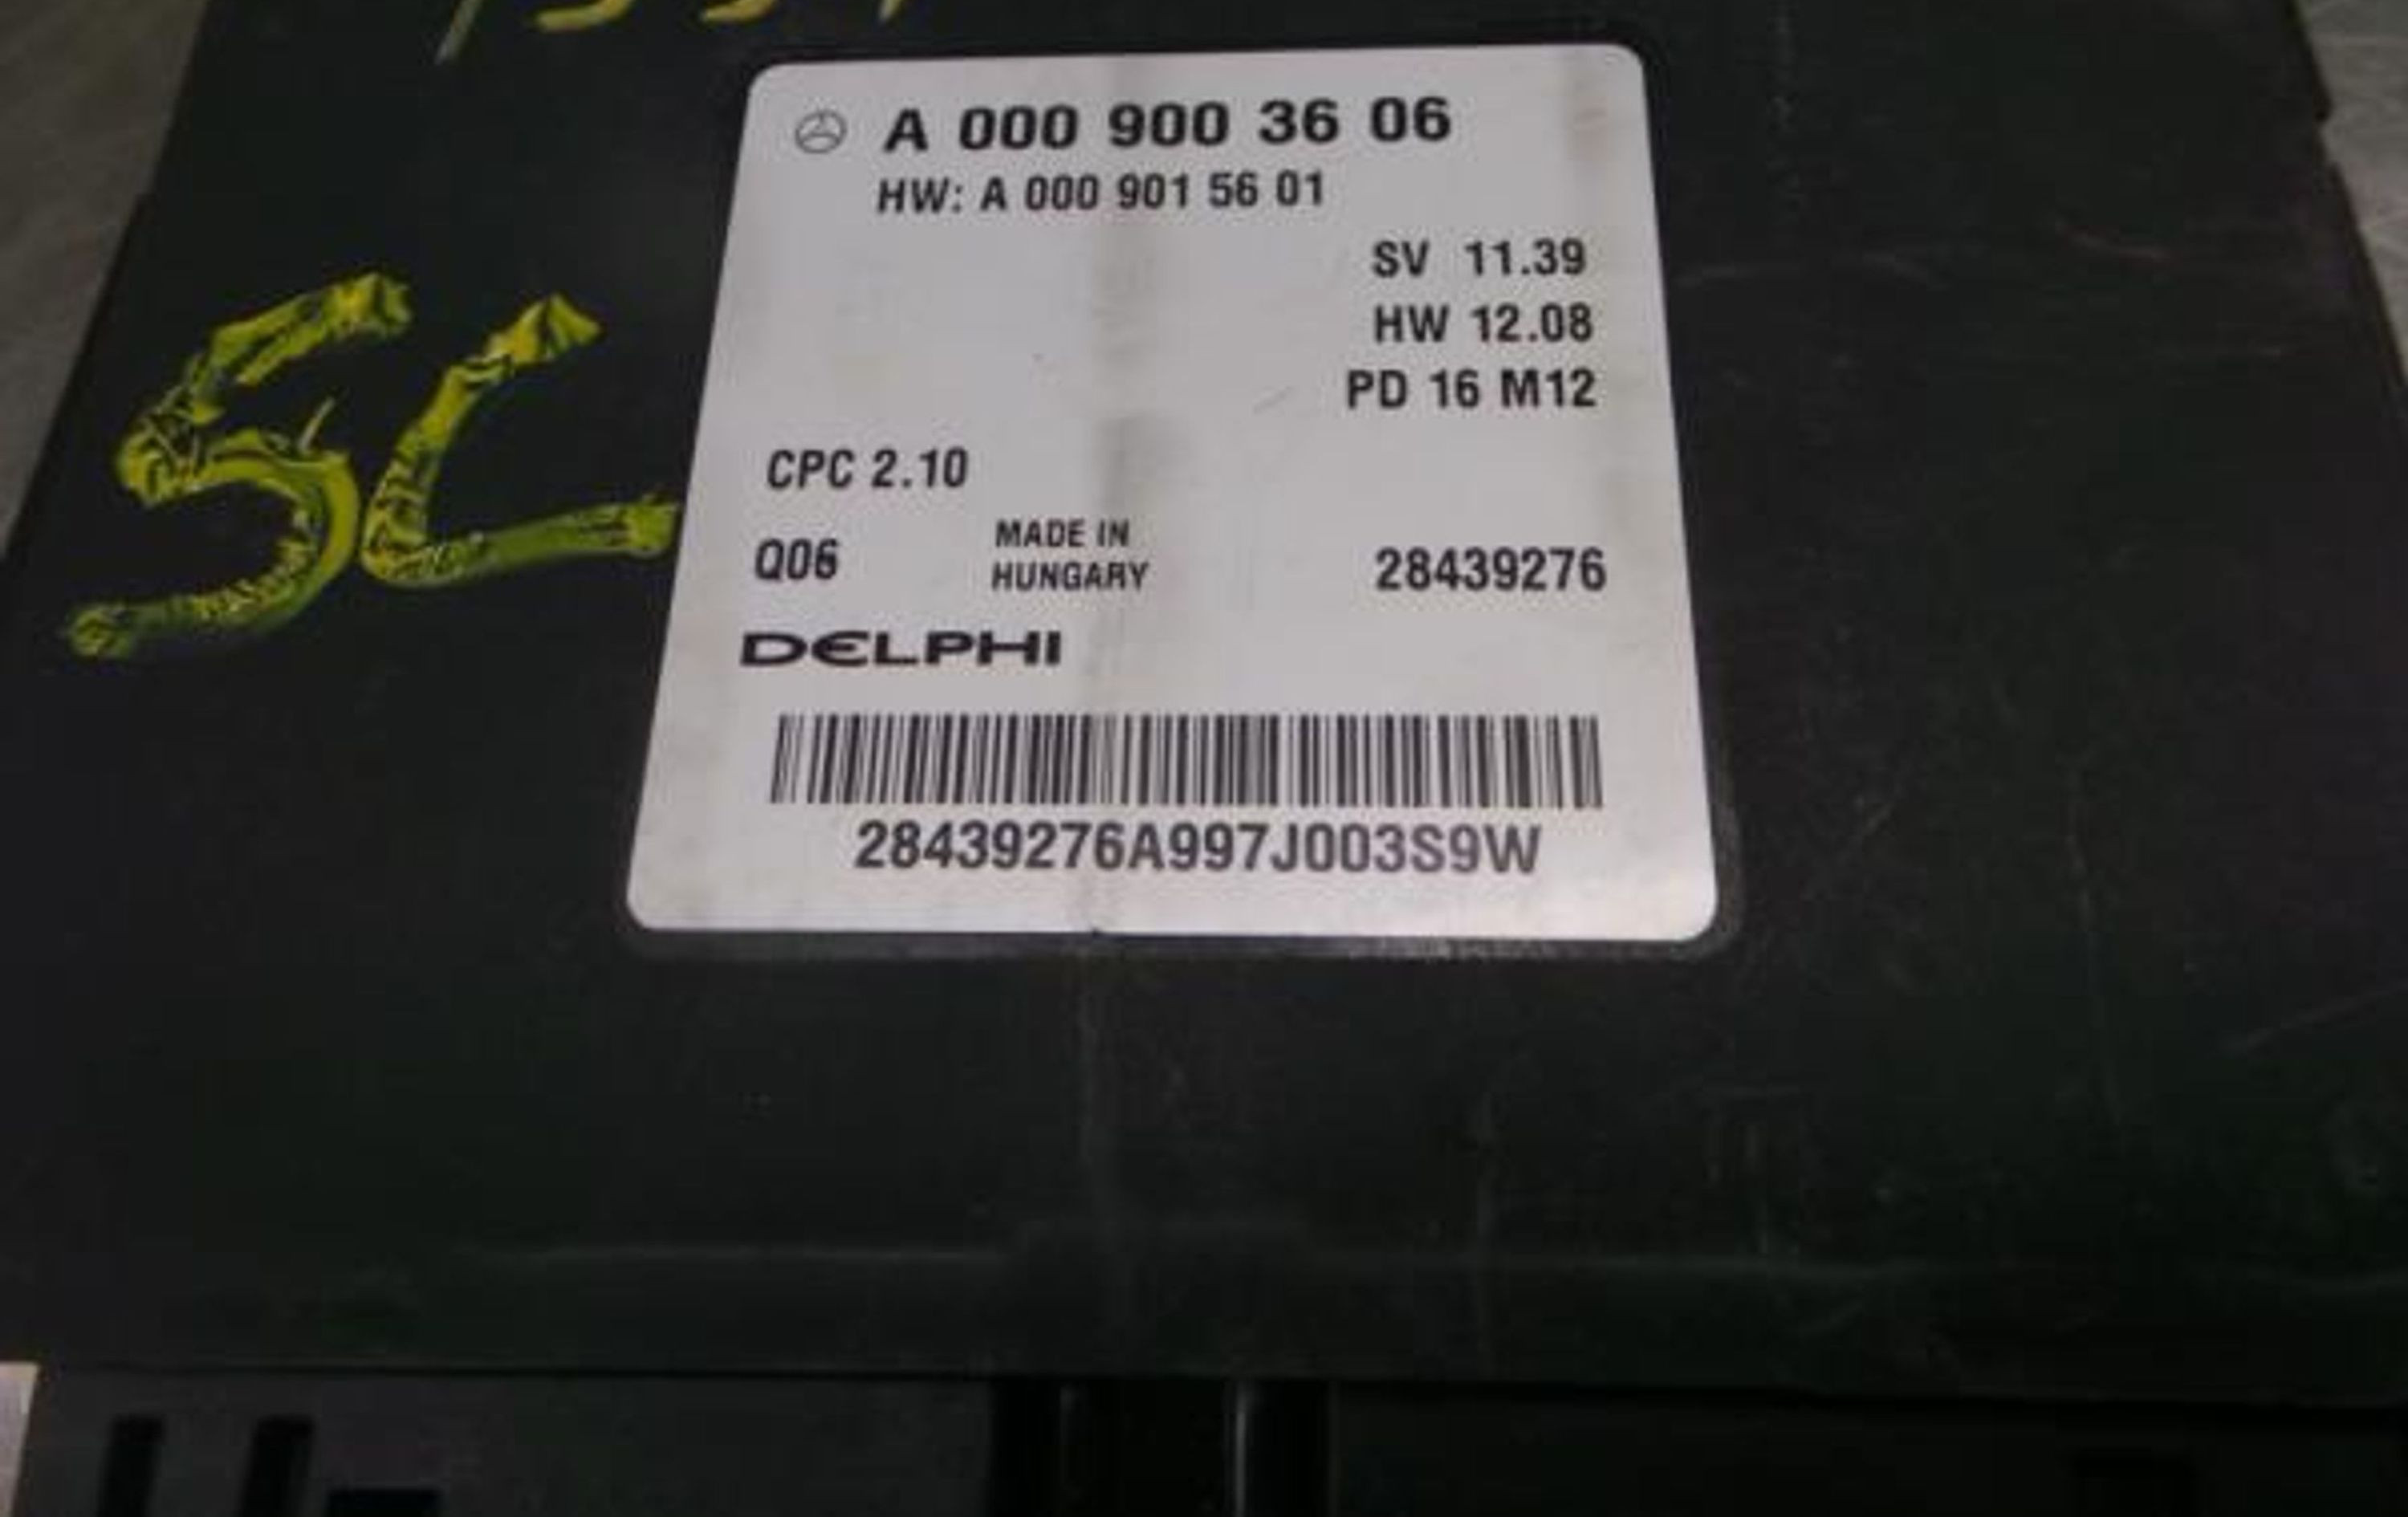 A 000 900 36 06
HW: A 000 901 56 01
SV 11.39
HW 12.08
PD 16 M12
SC
CPC 2.10
Q06
MADE IN
HUNGARY
28439276
DELPHI
28439276A997J003S9W